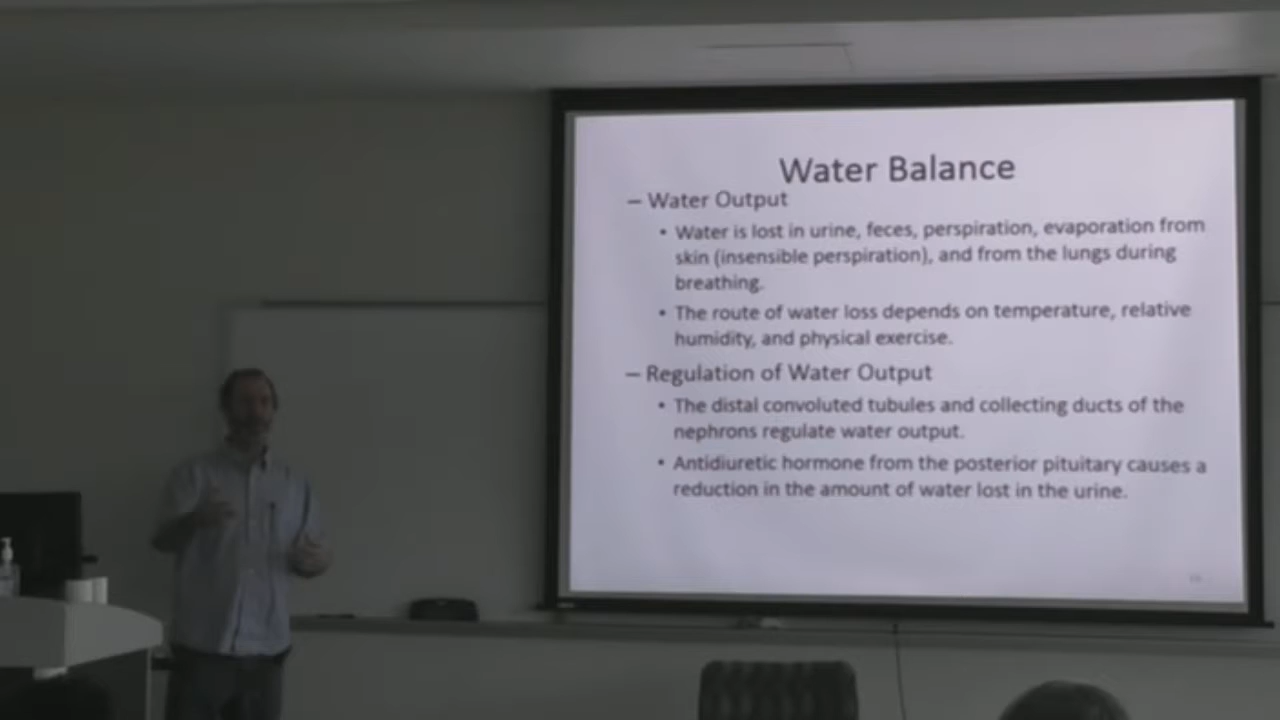 Water Balance
– Water Output
• Water is lost in urine, feces, perspiration, evaporation from
skin (insensible perspiration), and from the lungs during
breathing.
• The route of water loss depends on temperature, relative
humidity, and physical exercise.
– Regulation of Water Output
• The distal convoluted tubules and collecting ducts of the
nephrons regulate water output.
• Antidiuretic hormone from the posterior pituitary causes a
reduction in the amount of water lost in the urine.